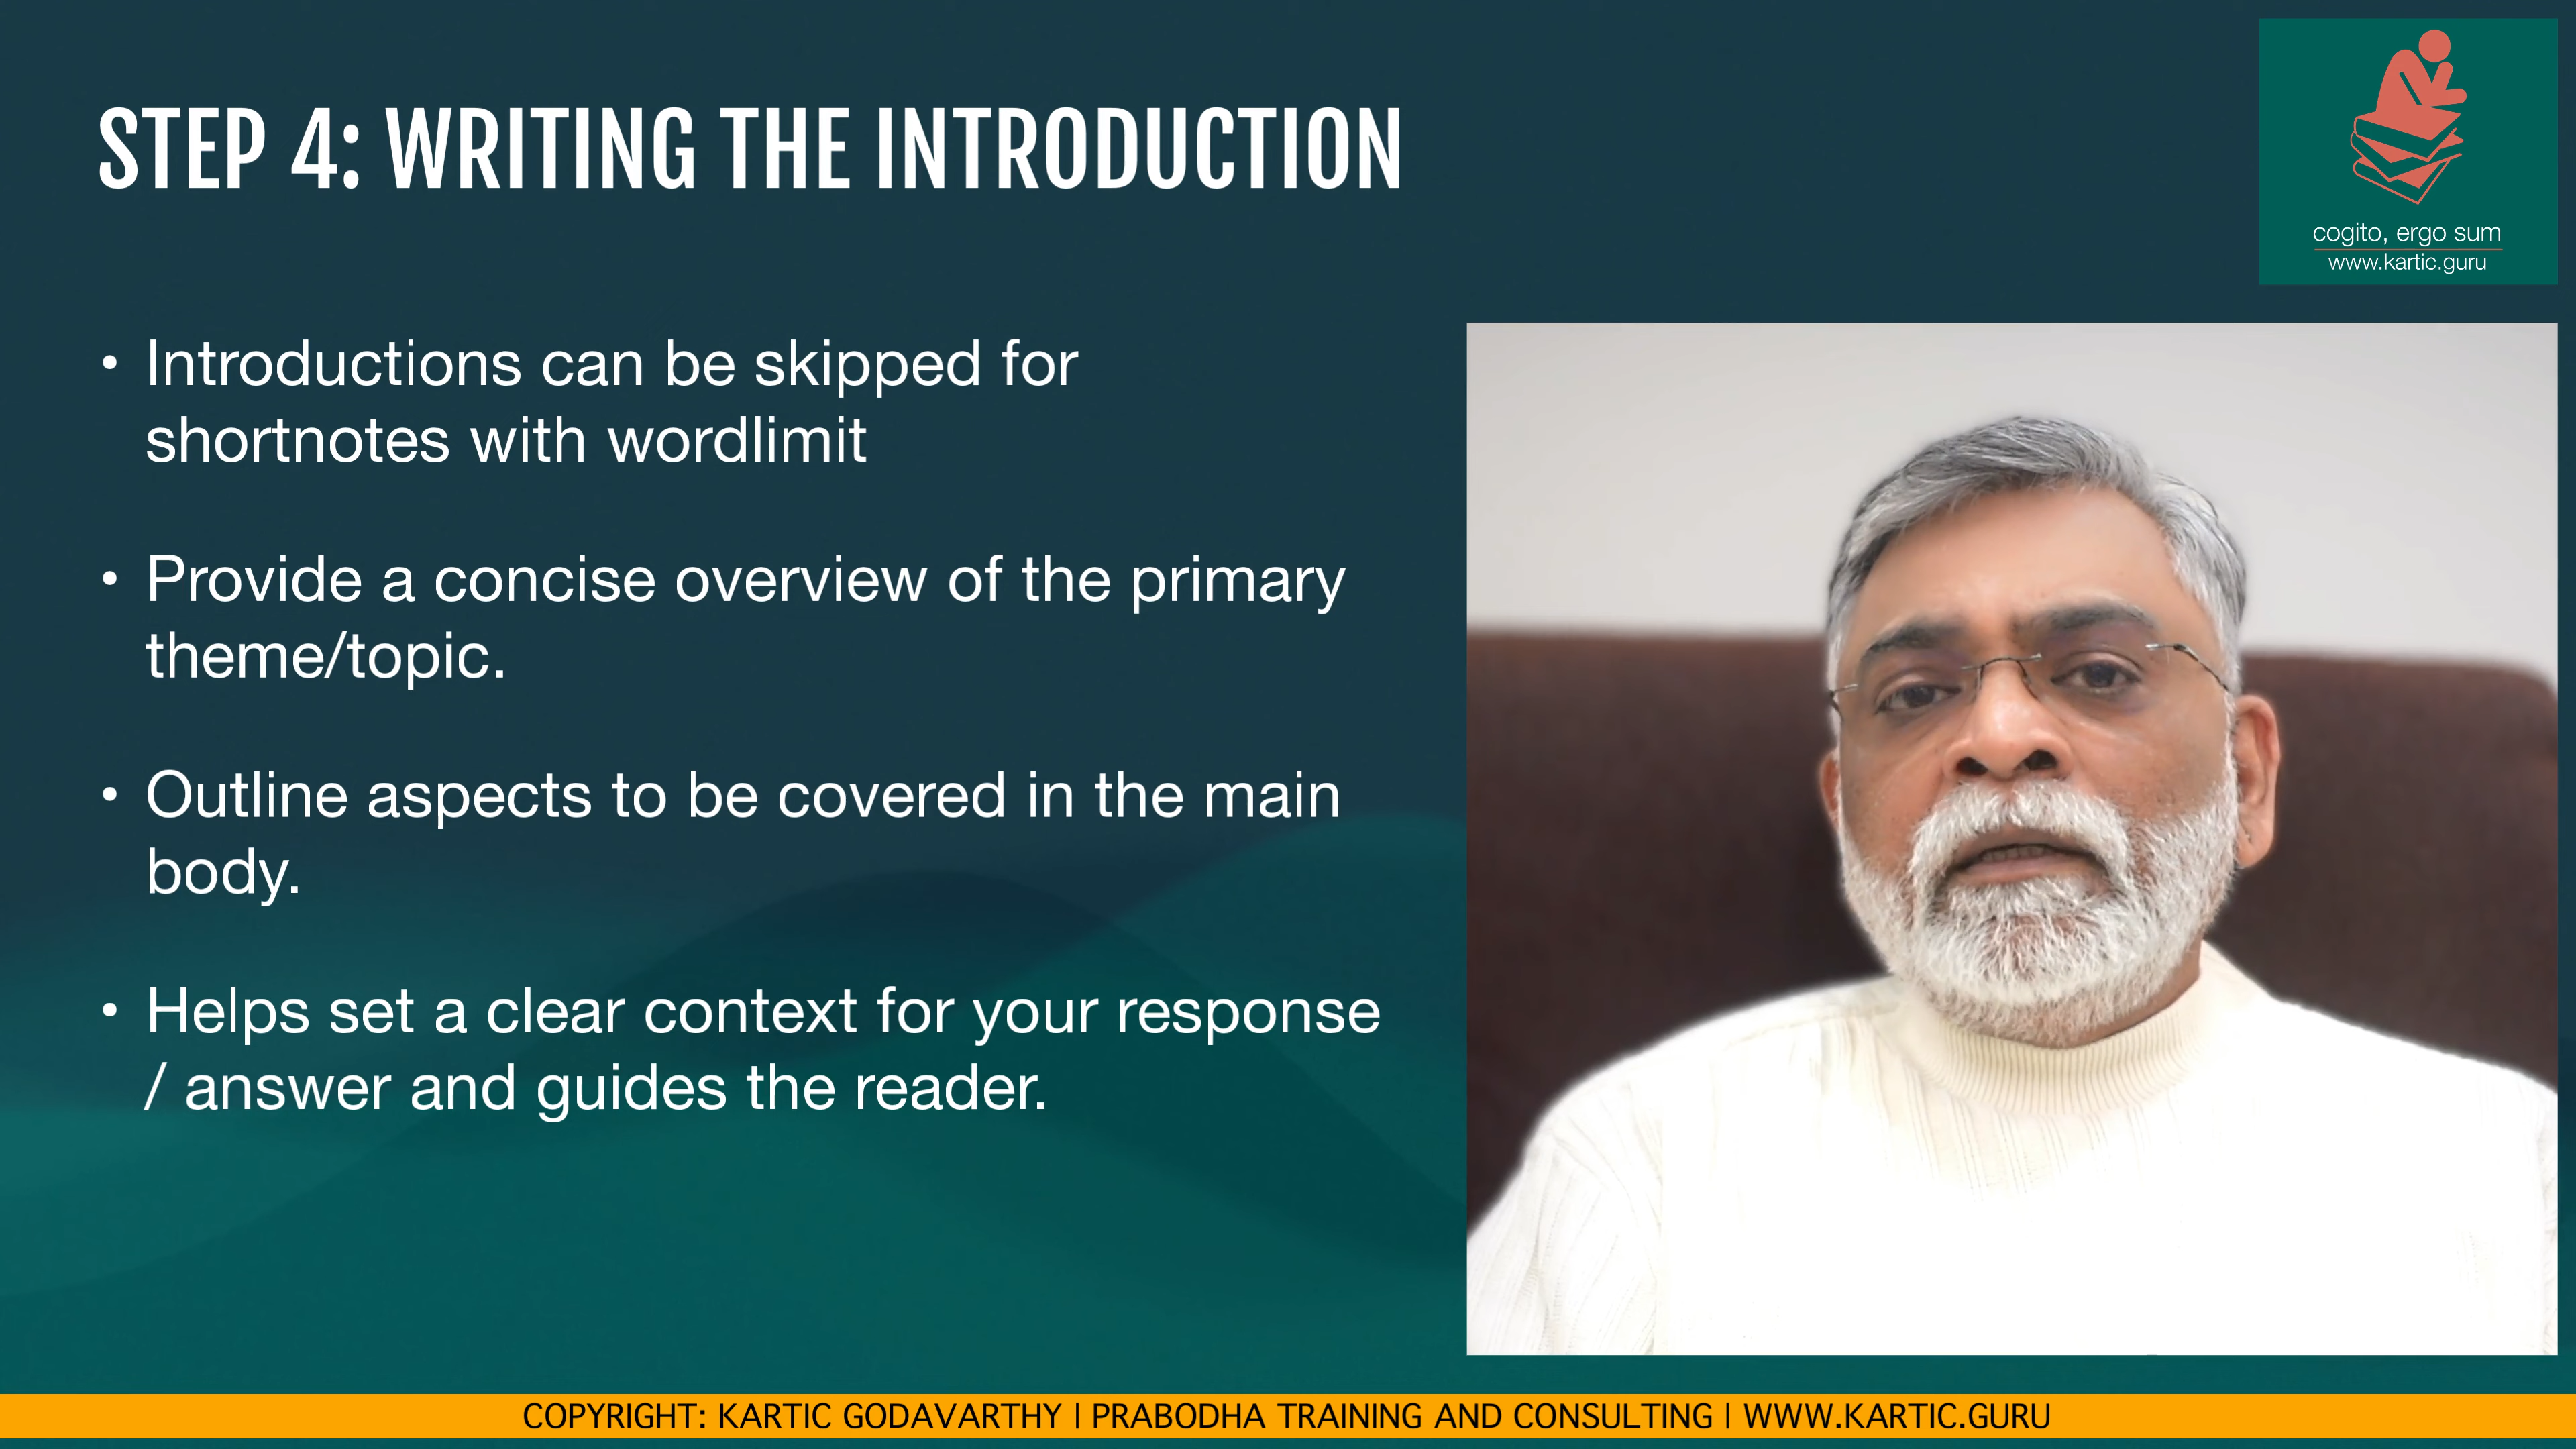 STEP 4: WRITING THE INTRODUCTION
cogito, ergo sum
www.kartic.guru
• Introductions can be skipped for
shortnotes with wordlimit
• Provide a concise overview of the primary
theme/topic.
• Outline aspects to be covered in the main
body.
• Helps set a clear context for your response
/ answer and guides the reader.
COPYRIGHT: KARTIC GODAVARTHY | PRABODHA TRAINING AND CONSULTING | WWW.KARTIC.GURU